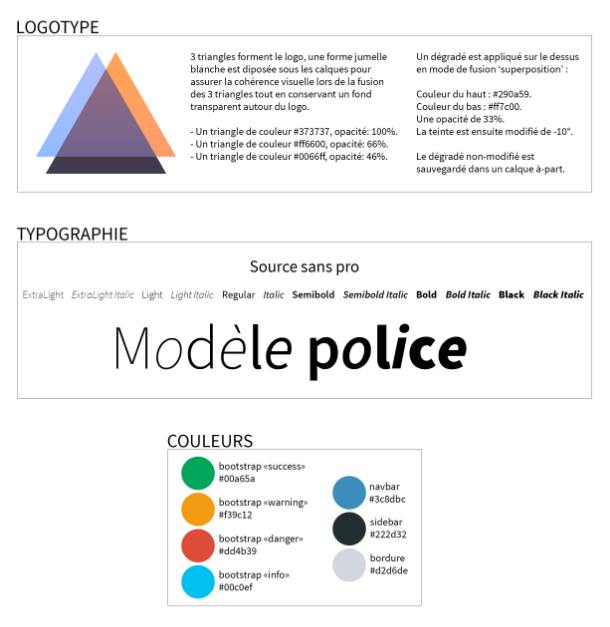 LOGOTYPE
3 triangles forment le logo, une forme jumelle
blanche est diposée sous les calques pour
assurer la cohérence visuelle lors de la fusion
des 3 triangles tout en conservant un fond
transparent autour du logo.
- Un triangle de couleur #373737, opacité: 100%.
- Un triangle de couleur #ff6600, opacité: 66%.
- Un triangle de couleur #0066ff, opacité: 46%.
Un dégradé est appliqué sur le dessus
en mode de fusion ‘superposition’ :
Couleur du haut : #290a59.
Couleur du bas : #ff7c00.
Une opacité de 33%.
La teinte est ensuite modifié de -10°.
Le dégradé non-modifié est
sauvegardé dans un calque à-part.
TYPOGRAPHIE
Source sans pro
ExtraLight ExtraLight Italic Light Light Italic Regular Italic Semibold Semibold Italic Bold Bold Italic Black Black Italic
Modèle police
COULEURS
bootstrap «success»
#00a65a
bootstrap «warning»
#f39c12
bootstrap «danger»
#dd4b39
bootstrap «info»
#00c0ef
navbar
#3c8dbc
sidebar
#222d32
bordure
#d2d6de